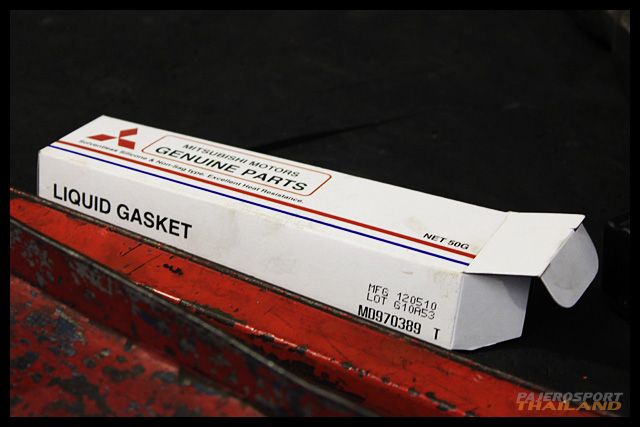 MITSUBISHI MOTORS
GENUINE PARTS
Solventless Silicone & Non-Sag type. Excellent Heat Resistance.
NET 50G
LIQUID GASKET
MFG 120510
LOT G10A53
MD970389 T
PAJEROSPORT
THAILAND